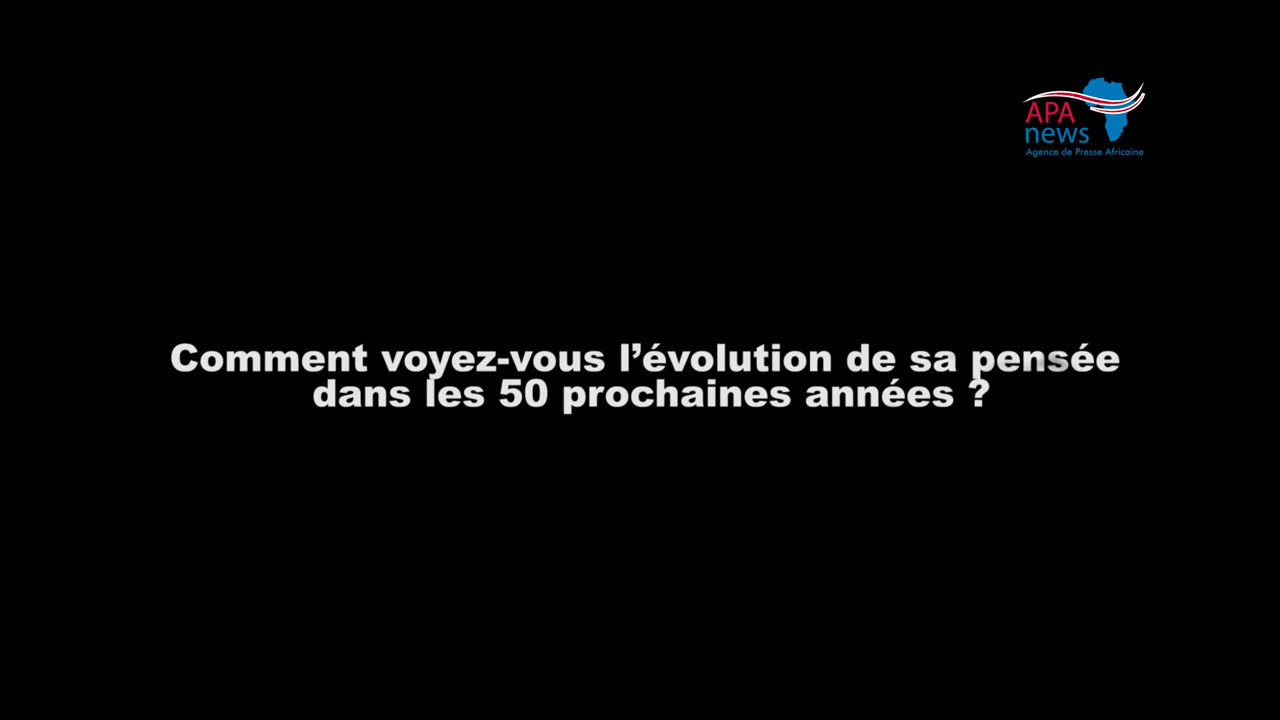 APA
news
Agence de Presse Africaine
Comment voyez-vous l’évolution de sa pensée
dans les 50 prochaines années ?